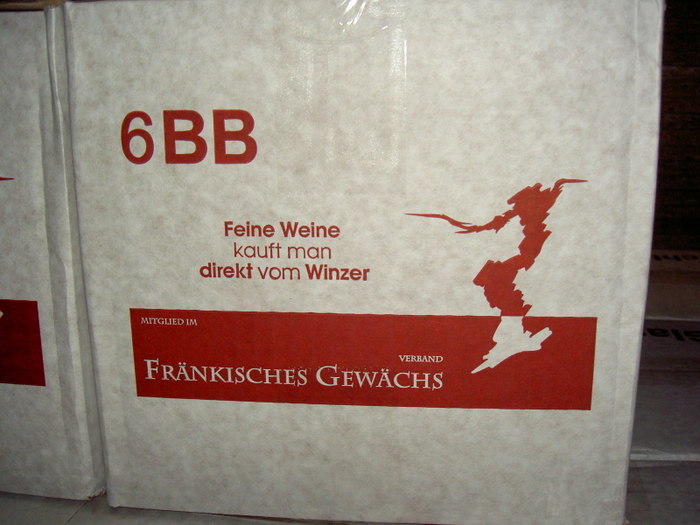 6BB
Feine Weine
kauft man
direkt vom Winzer
MITGLIED IM
VERBAND
FRÄNKISCHES GEWÄCHS